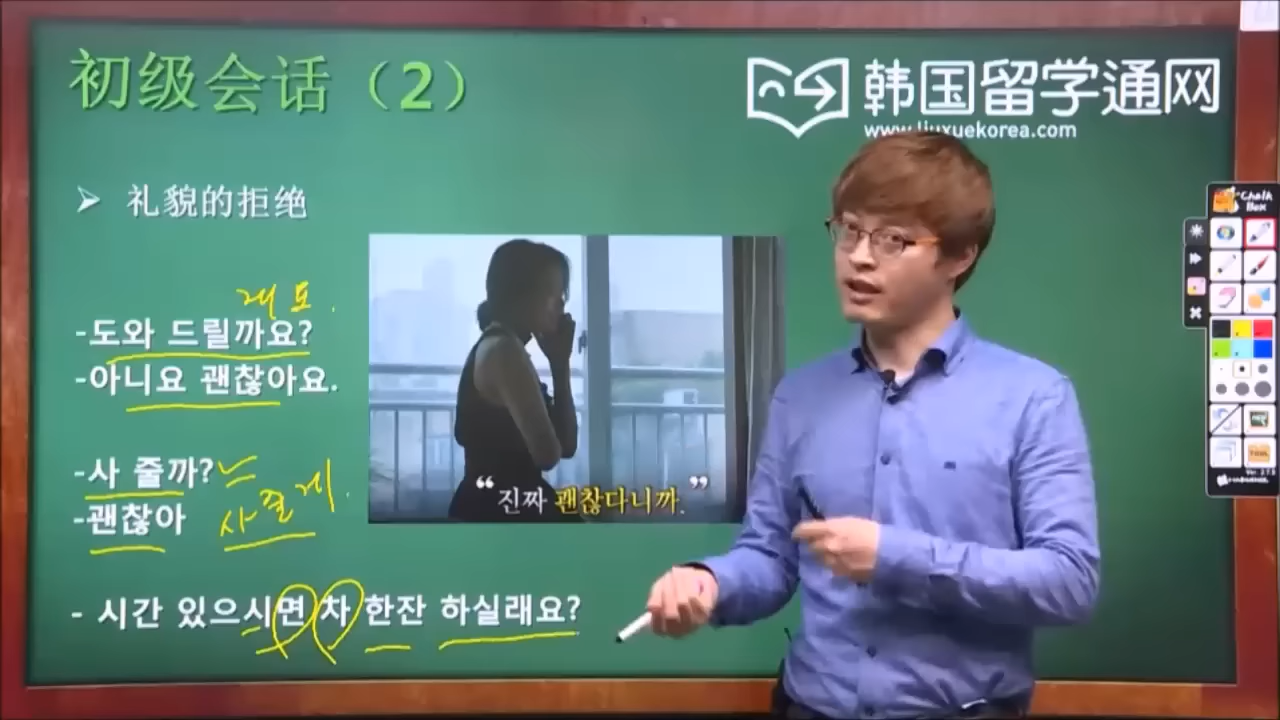 初级会话（2）
韩国留学通网
www.liuxuekorea.com
➢ 礼貌的拒绝
-도와 드릴까요?
-아니요 괜찮아요.
-사 줄까?
사줄게.
-괜찮아
- 시간 있으시면 차 한잔 하실래요?
“진짜 괜찮다니까.”
Chalk
Box